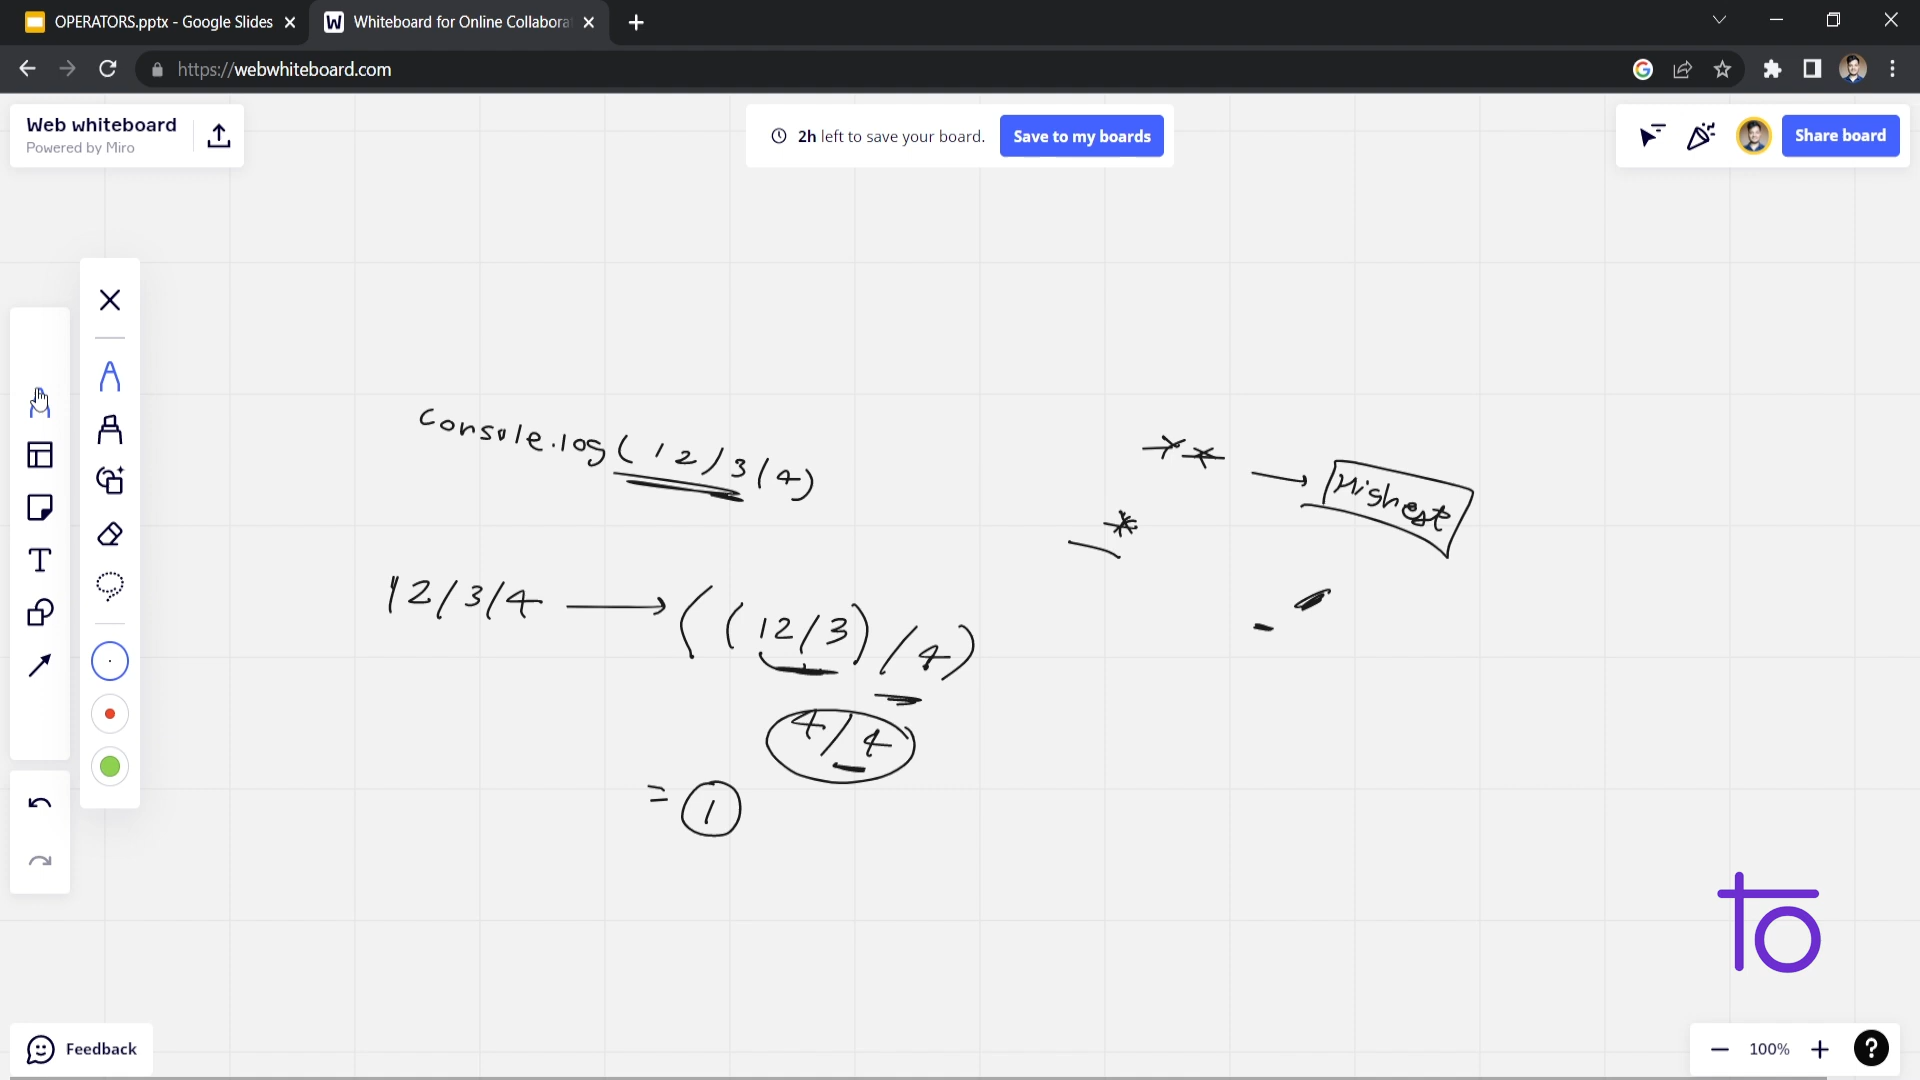 OPERATORS.pptx - Google Slides
Whiteboard for Online Collabora
https://webwhiteboard.com
Web whiteboard
Powered by Miro
2h left to save your board.
Save to my boards
Share board
console.log(12/3/4)
** → Highest
*
12/3/4 → ((12/3)/4)
4/4
= 1
to
Feedback
100%